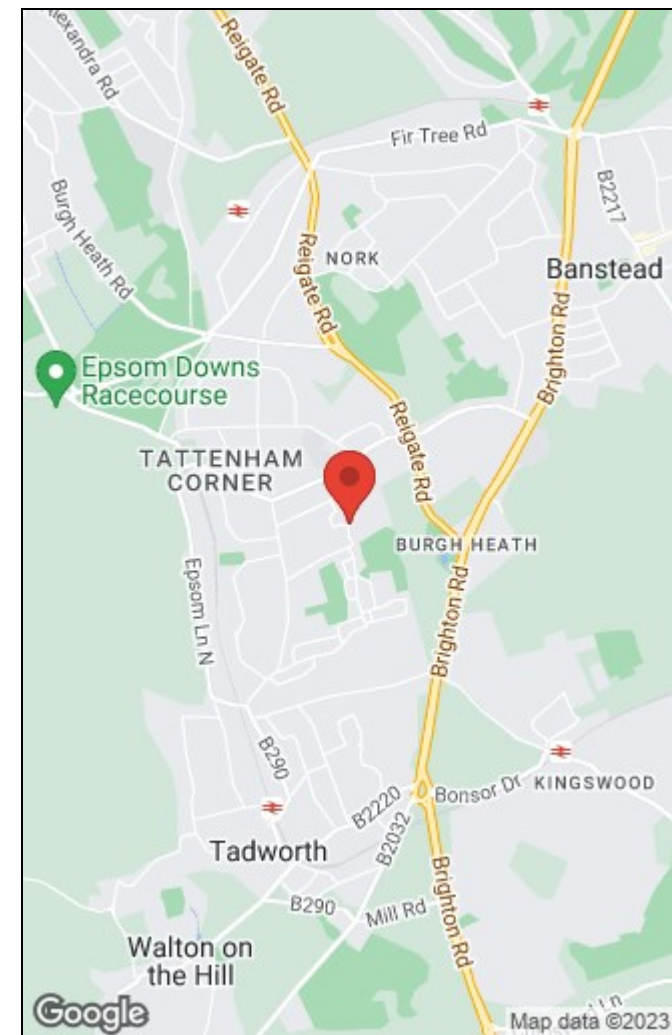 Alexandra Rd
Reigate Rd
Fir Tree Rd
B2217
Burgh Heath Rd
Reigate Rd
NORK
Banstead
Epsom Downs
Racecourse
Brighton Rd
Reigate Rd
TATTENHAM
CORNER
BURGH HEATH
Epsom Ln N
Brighton Rd
B290
KINGSWOOD
Bonsor Dr
B2220
B2032
Tadworth
B290
Mill Rd
Brighton Rd
Walton on
the Hill
Ln
Google
Map data ©2023